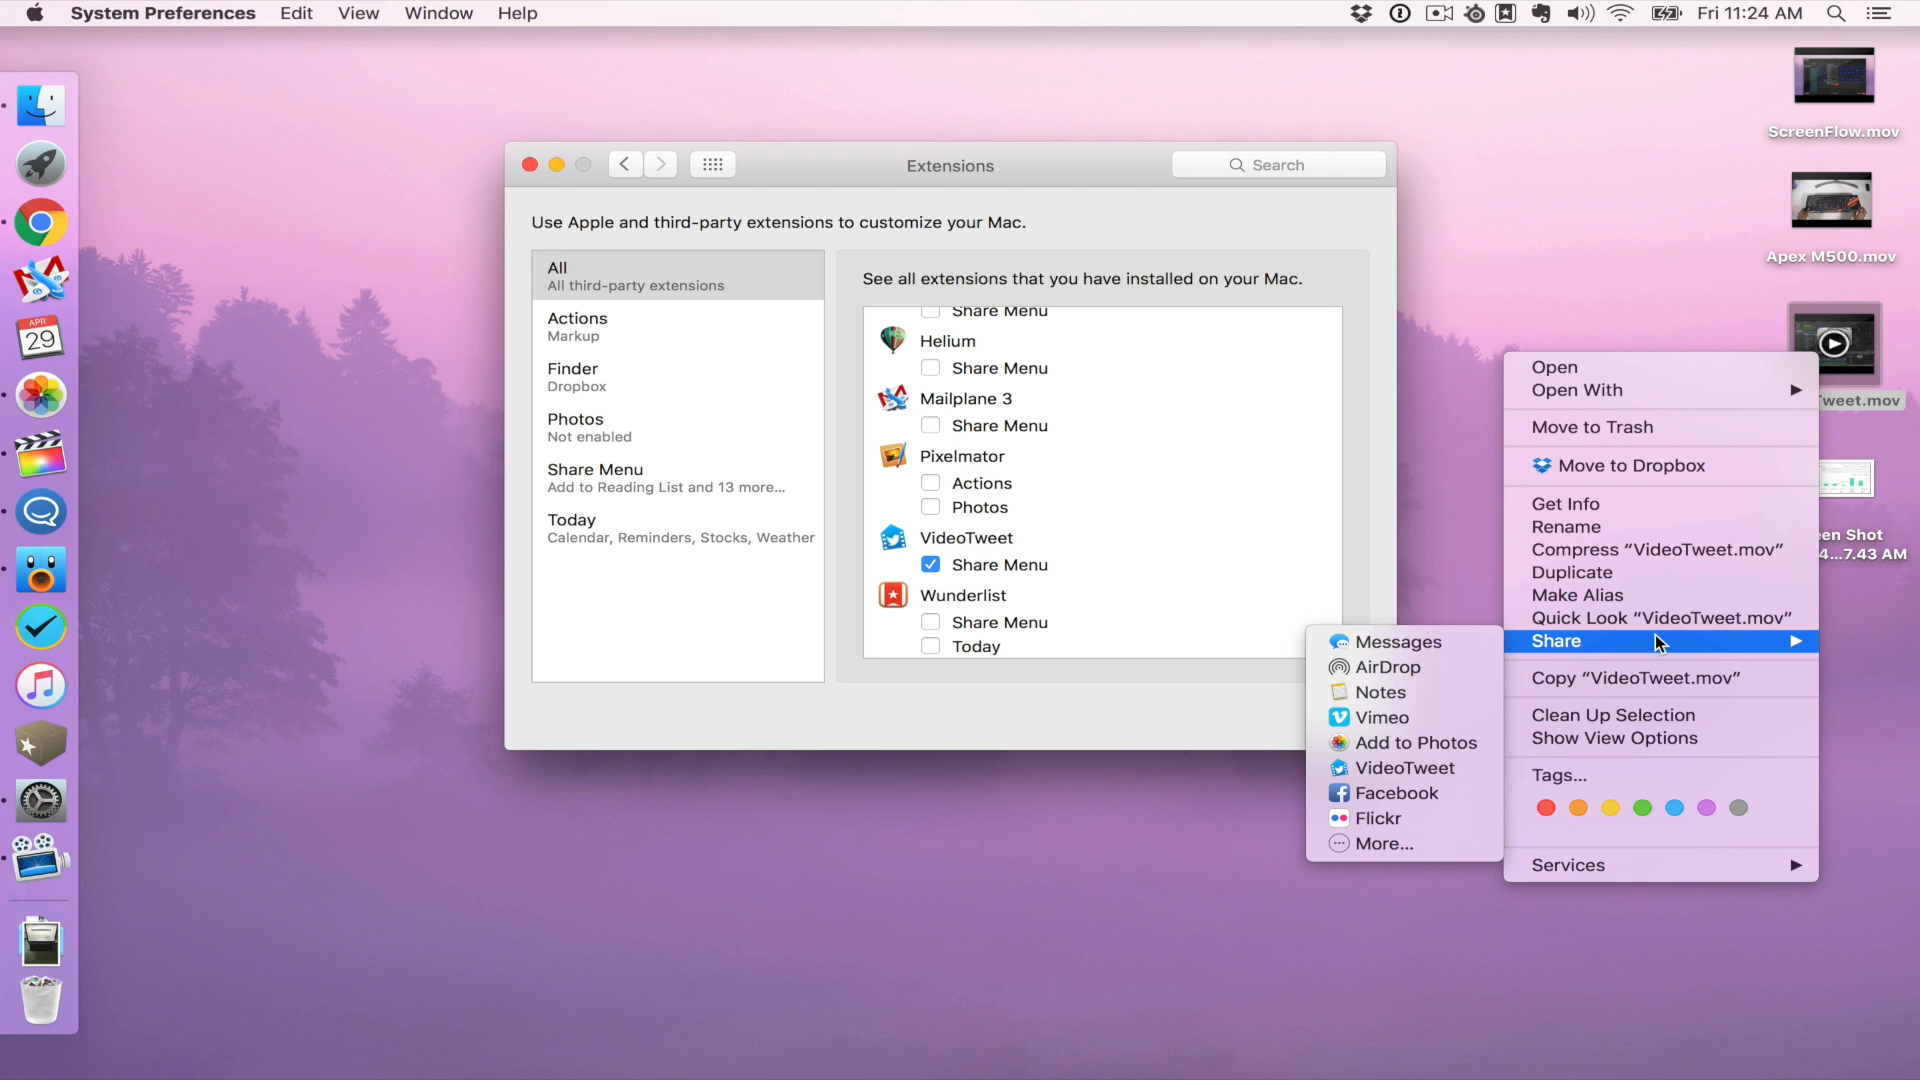 System Preferences Edit View Window Help
Fri 11:24 AM
ScreenFlow.mov
Apex M500.mov
Tweet.mov
een Shot
4...7.43 AM
APR
29
Extensions
Search
Use Apple and third-party extensions to customize your Mac.
All
All third-party extensions
Actions
Markup
Finder
Dropbox
Photos
Not enabled
Share Menu
Add to Reading List and 13 more...
Today
Calendar, Reminders, Stocks, Weather
See all extensions that you have installed on your Mac.
Share Menu
Helium
Share Menu
Mailplane 3
Share Menu
Pixelmator
Actions
Photos
VideoTweet
Share Menu
Wunderlist
Share Menu
Today
Open
Open With
Move to Trash
Move to Dropbox
Get Info
Rename
Compress “VideoTweet.mov”
Duplicate
Make Alias
Quick Look “VideoTweet.mov”
Share
Copy “VideoTweet.mov”
Clean Up Selection
Show View Options
Tags...
Services
Messages
AirDrop
Notes
Vimeo
Add to Photos
VideoTweet
Facebook
Flickr
More...